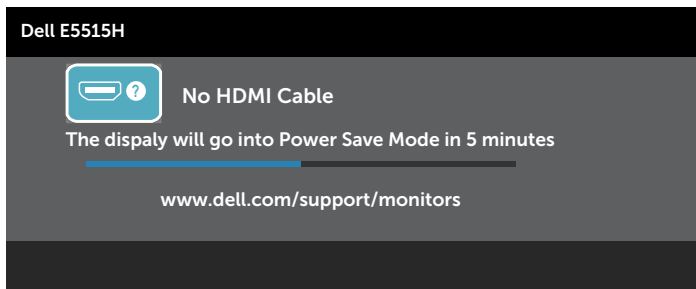 Dell E5515H
?
No HDMI Cable
The dispaly will go into Power Save Mode in 5 minutes
www.dell.com/support/monitors